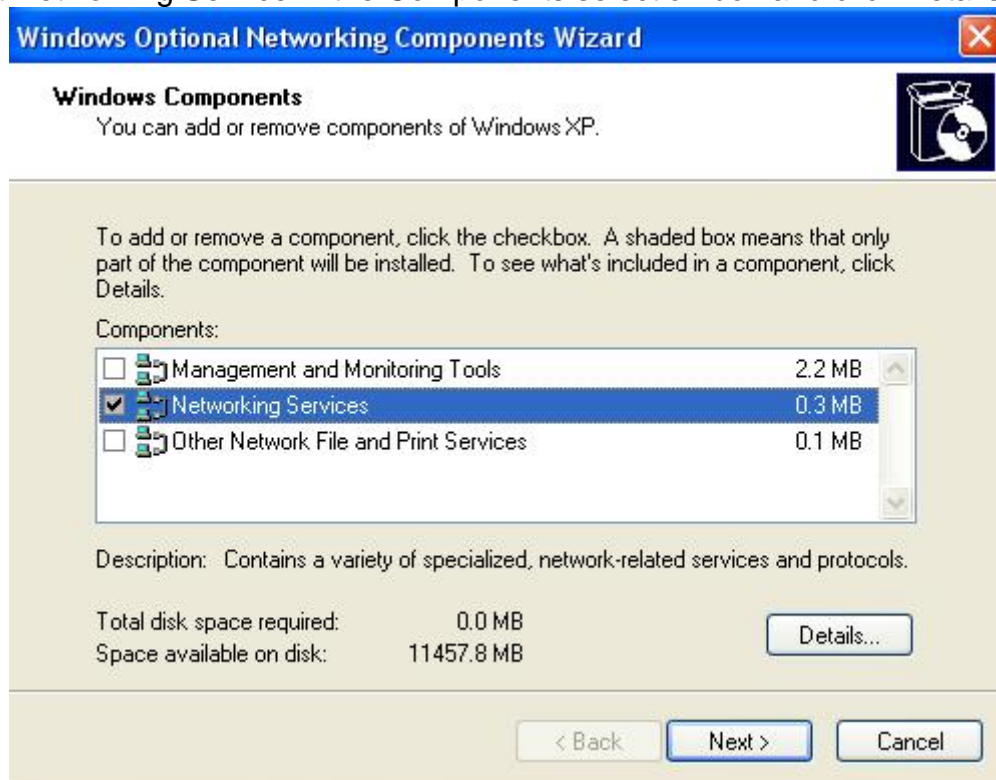 Windows Optional Networking Components Wizard
Windows Components
You can add or remove components of Windows XP.
To add or remove a component, click the checkbox. A shaded box means that only
part of the component will be installed. To see what's included in a component, click
Details.
Components:
Management and Monitoring Tools 2.2 MB
Networking Services 0.3 MB
Other Network File and Print Services 0.1 MB
Description: Contains a variety of specialized, network-related services and protocols.
Total disk space required: 0.0 MB
Space available on disk: 11457.8 MB
Details...
< Back Next > Cancel